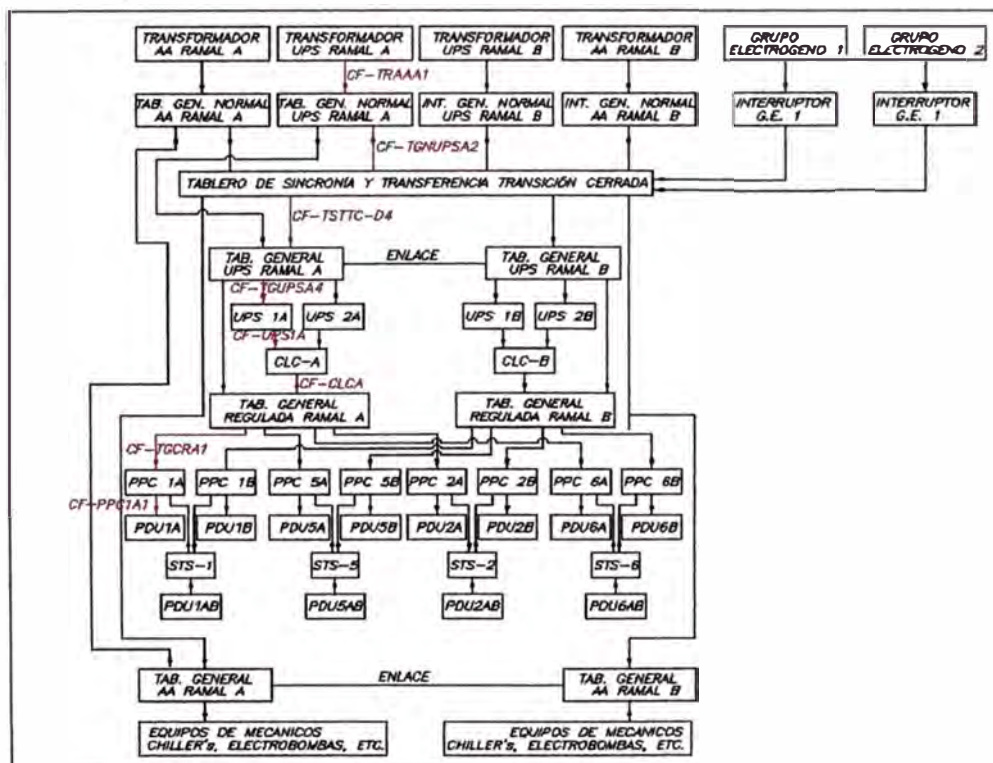 TRANSFORMADOR
AA RAMAL A
TRANSFORMADOR
UPS RAMAL A
TRANSFORMADOR
UPS RAMAL B
TRANSFORMADOR
AA RAMAL B
GRUPO
ELECTROGENO 1
GRUPO
ELECTROGENO 2
CF-TRAAA1
TAB. GEN. NORMAL
AA RAMAL A
TAB. GEN. NORMAL
UPS RAMAL A
INT. GEN. NORMAL
UPS RAMAL B
INT. GEN. NORMAL
AA RAMAL B
INTERRUPTOR
G.E. 1
INTERRUPTOR
G.E. 1
CF-TGNUPSA2
TABLERO DE SINCRONÍA Y TRANSFERENCIA TRANSICIÓN CERRADA
CF-TSTTC-D4
TAB. GENERAL
UPS RAMAL A
ENLACE
TAB. GENERAL
UPS RAMAL B
CF-TGUPSA4
UPS 1A
UPS 2A
UPS 1B
UPS 2B
CF-UPS1A
CLC-A
CLC-B
CF-CLCA
TAB. GENERAL
REGULADA RAMAL A
TAB. GENERAL
REGULADA RAMAL B
CF-TGCRA1
PPC 1A
PPC 1B
PPC 5A
PPC 5B
PPC 2A
PPC 2B
PPC 6A
PPC 6B
CF-PPC1A1
PDU1A
PDU1B
PDU5A
PDU5B
PDU2A
PDU2B
PDU6A
PDU6B
STS-1
STS-5
STS-2
STS-6
PDU1AB
PDU5AB
PDU2AB
PDU6AB
TAB. GENERAL
AA RAMAL A
ENLACE
TAB. GENERAL
AA RAMAL B
EQUIPOS DE MECANICOS
CHILLER's, ELECTROBOMBAS, ETC.
EQUIPOS DE MECANICOS
CHILLER's, ELECTROBOMBAS, ETC.